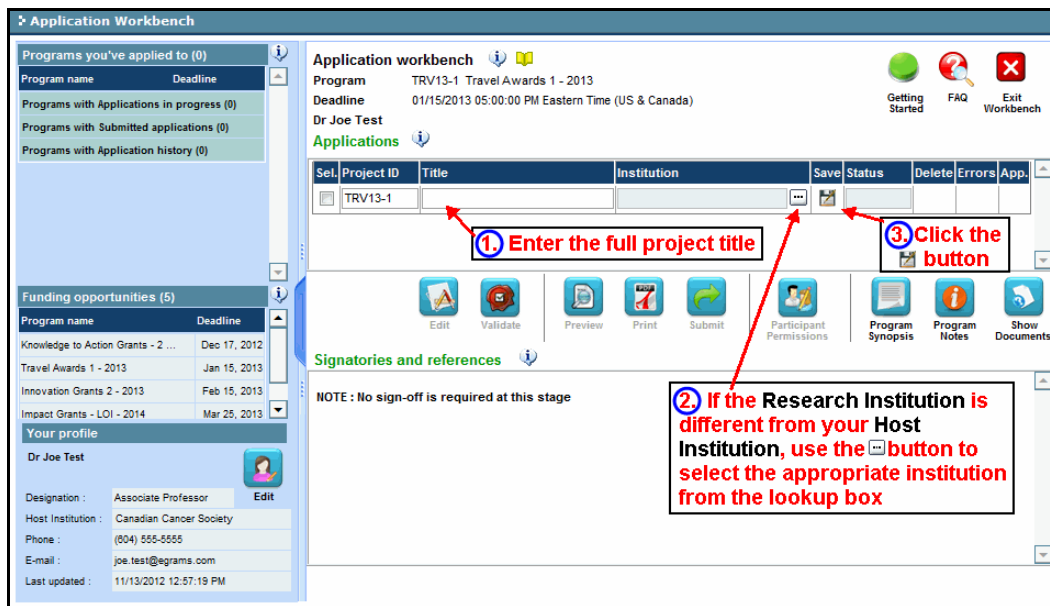 Application Workbench
Programs you've applied to (0)
Program name Deadline
Programs with Applications in progress (0)
Programs with Submitted applications (0)
Programs with Application history (0)
Funding opportunities (5)
Program name Deadline
Knowledge to Action Grants - 2 ... Dec 17, 2012
Travel Awards 1 - 2013 Jan 15, 2013
Innovation Grants 2 - 2013 Feb 15, 2013
Impact Grants - LOI - 2014 Mar 25, 2013
Your profile
Dr Joe Test
Edit
Designation : Associate Professor
Host Institution : Canadian Cancer Society
Phone : (604) 555-5555
E-mail : joe.test@egrams.com
Last updated : 11/13/2012 12:57:19 PM
Application workbench
Program TRV13-1 Travel Awards 1 - 2013
Deadline 01/15/2013 05:00:00 PM Eastern Time (US & Canada)
Dr Joe Test
Getting
Started
FAQ
Exit
Workbench
Applications
Sel. Project ID Title Institution Save Status Delete Errors App.
TRV13-1
1. Enter the full project title
3. Click the
button
Edit Validate Preview PDF Print Submit
Participant
Permissions
Program
Synopsis
Program
Notes
Show
Documents
Signatories and references
NOTE : No sign-off is required at this stage
2. If the Research Institution is
different from your Host
Institution, use the button to
select the appropriate institution
from the lookup box